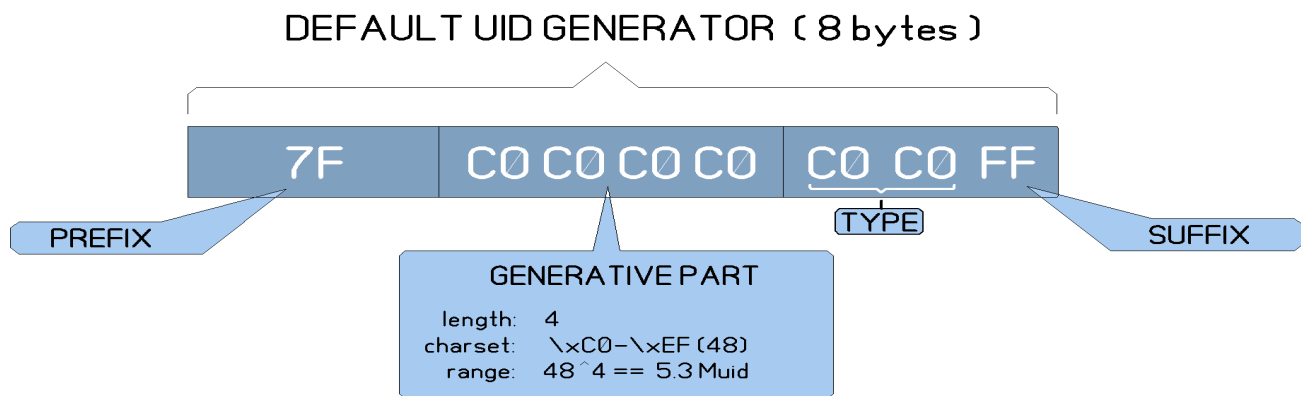 DEFAULT UID GENERATOR ( 8 bytes )
7F C0 C0 C0 C0 C0 C0 FF
PREFIX
TYPE
SUFFIX
GENERATIVE PART
length: 4
charset: \xC0-\xEF (48)
range: 48^4 == 5.3 Muid